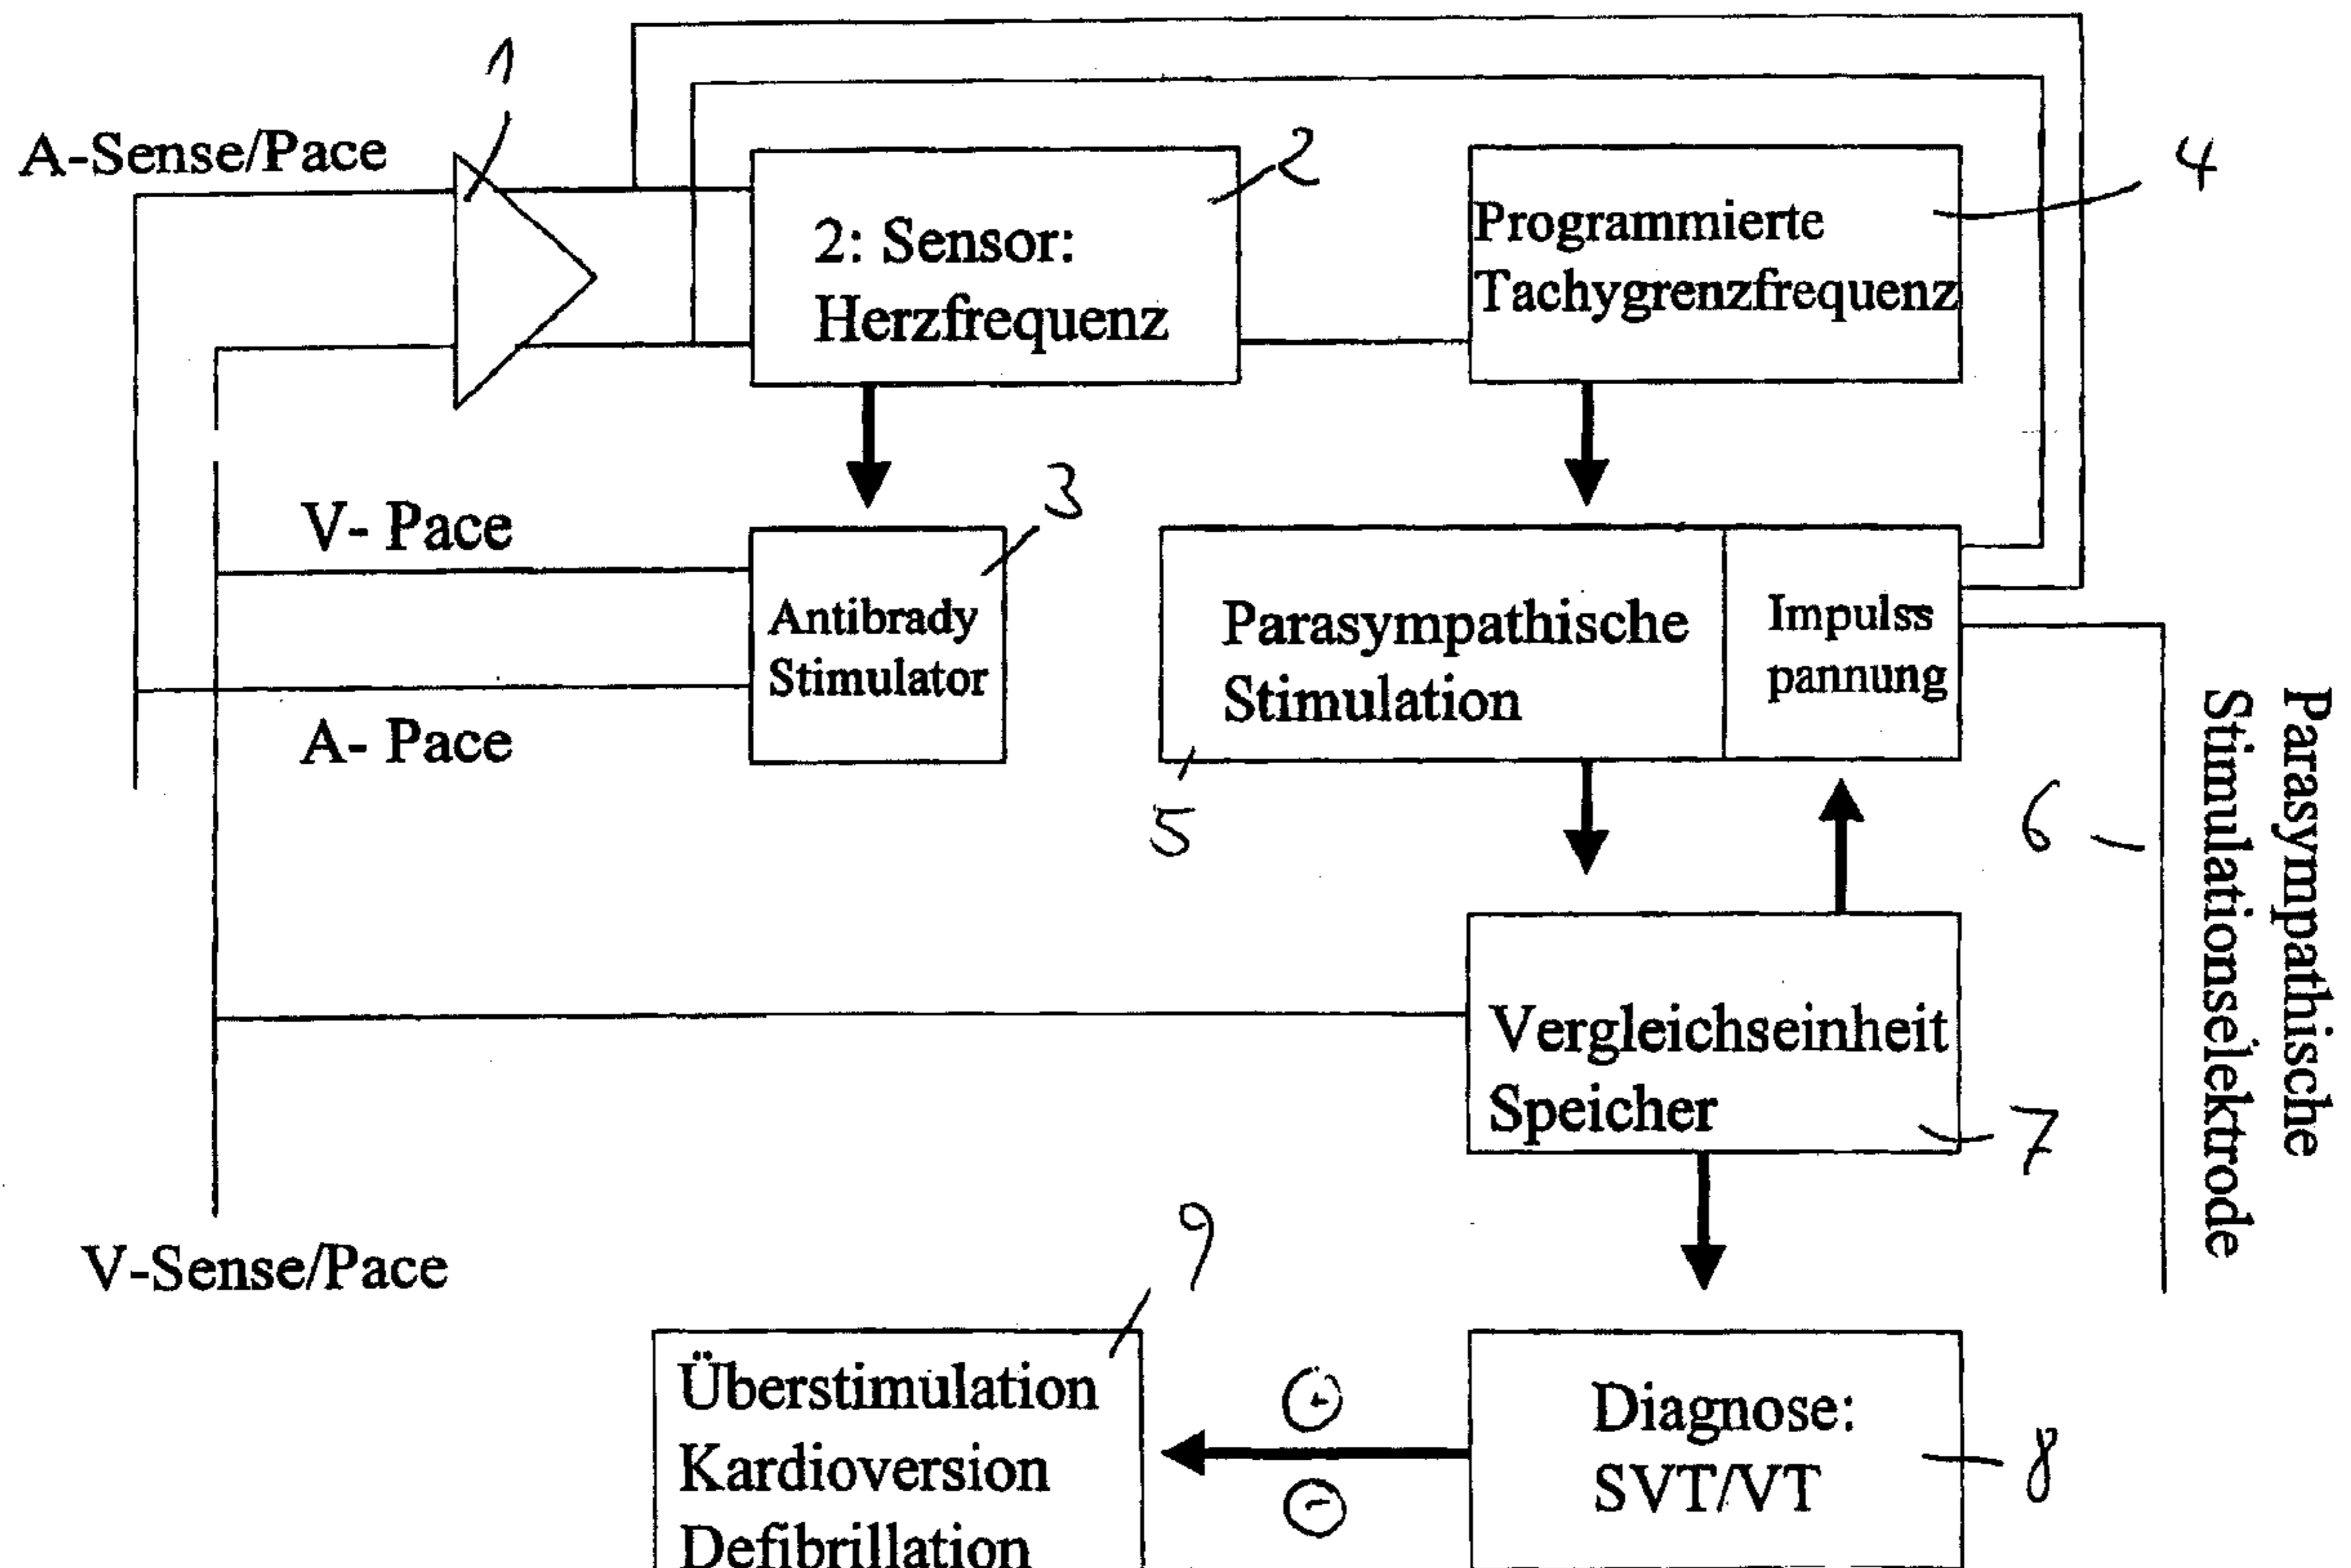 1
A-Sense/Pace
2
4
2: Sensor:
Herzfrequenz
Programmierte
Tachygrenzfrequenz
3
V- Pace
Antibrady
Stimulator
A- Pace
Parasympathische
Stimulation
Impulss
pannung
5
6
Parasympathische
Stimulationselektrode
Vergleichseinheit
Speicher
7
V-Sense/Pace
9
Überstimulation
Kardioversion
Defibrillation
+
-
Diagnose:
SVT/VT
8